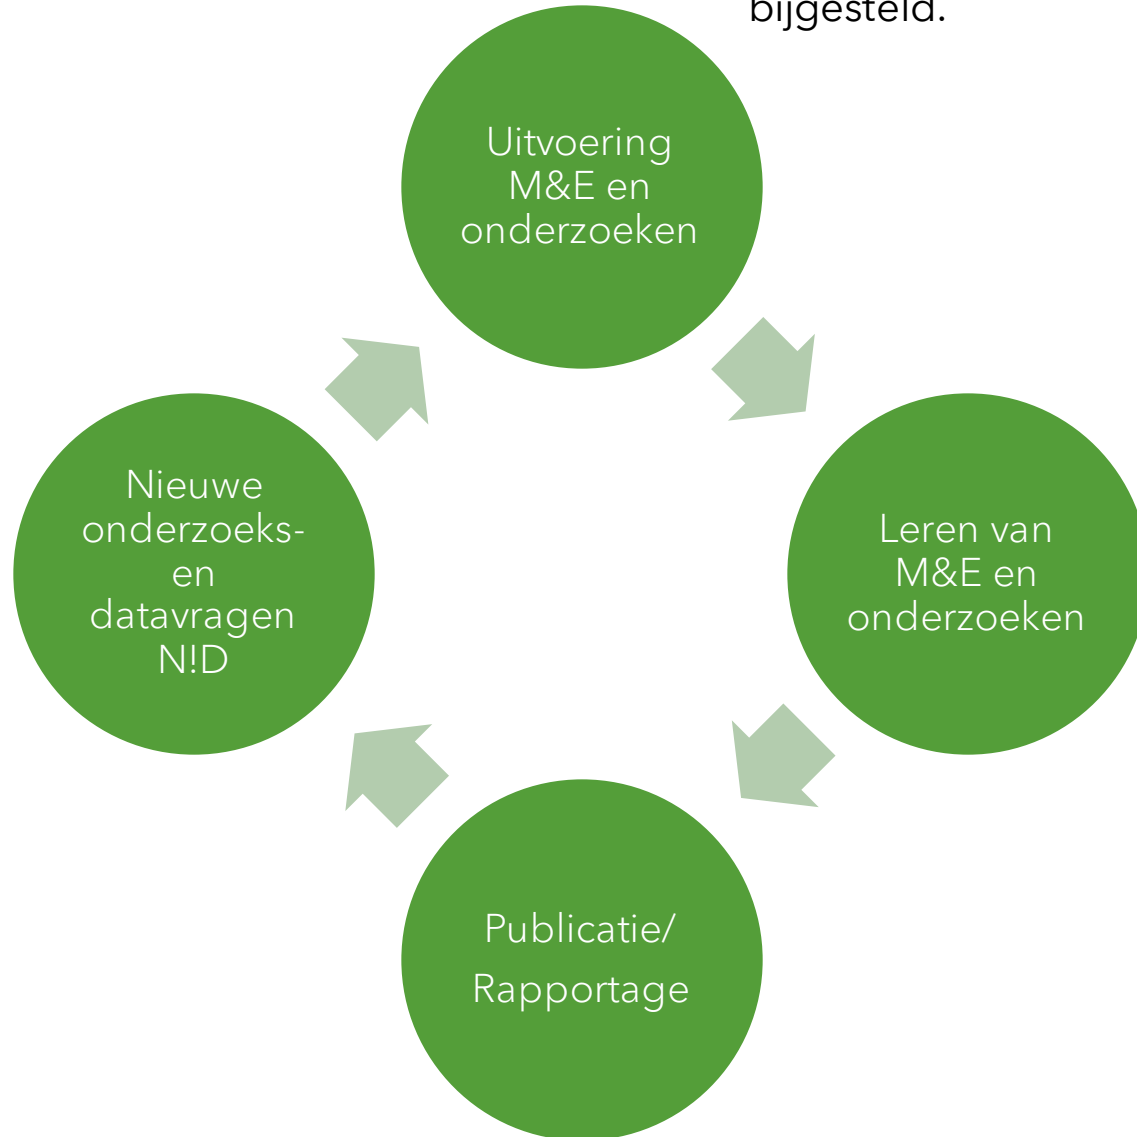 bijgesteld.
Uitvoering
M&E en
onderzoeken
Leren van
M&E en
onderzoeken
Publicatie/
Rapportage
Nieuwe
onderzoeks-
en
datavragen
N!D